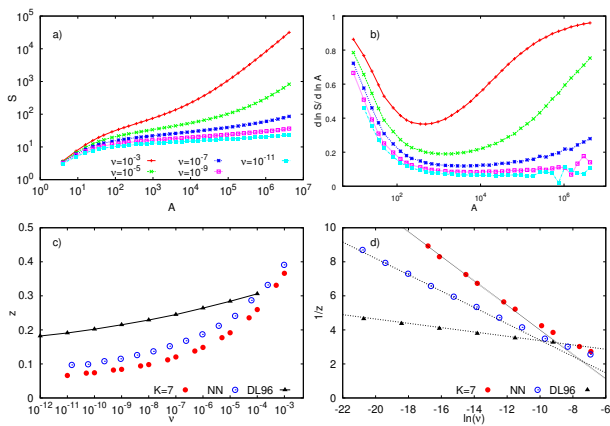 a)
S
10^5
10^4
10^3
10^2
10^1
10^0
ν=10^-3 ν=10^-7 ν=10^-11
ν=10^-5 ν=10^-9
10^0 10^1 10^2 10^3 10^4 10^5 10^6 10^7
A
b)
d ln S/ d ln A
1
0.8
0.6
0.4
0.2
0
10^2 10^4 10^6
A
c)
z
0.5
0.4
0.3
0.2
0.1
0
K=7 NN DL96
10^-12 10^-11 10^-10 10^-9 10^-8 10^-7 10^-6 10^-5 10^-4 10^-3
ν
d)
1/z
10
8
6
4
2
0
K=7 NN DL96
-22 -20 -18 -16 -14 -12 -10 -8 -6
ln(ν)